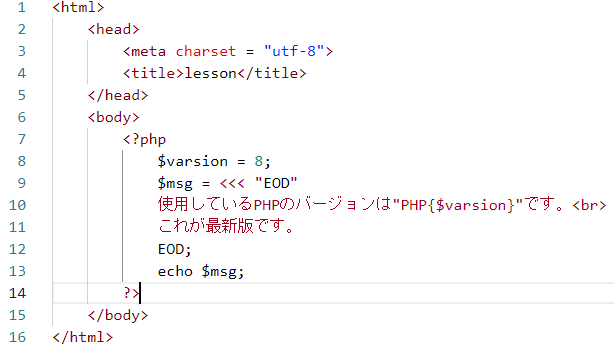 1 <html>
2 <head>
3 <meta charset = "utf-8">
4 <title>lesson</title>
5 </head>
6 <body>
7 <?php
8 $varsion = 8;
9 $msg = <<< "EOD"
10 使用しているPHPのバージョンは"PHP{$varsion}"です。<br>
11 これが最新版です。
12 EOD;
13 echo $msg;
14 ?>
15 </body>
16 </html>